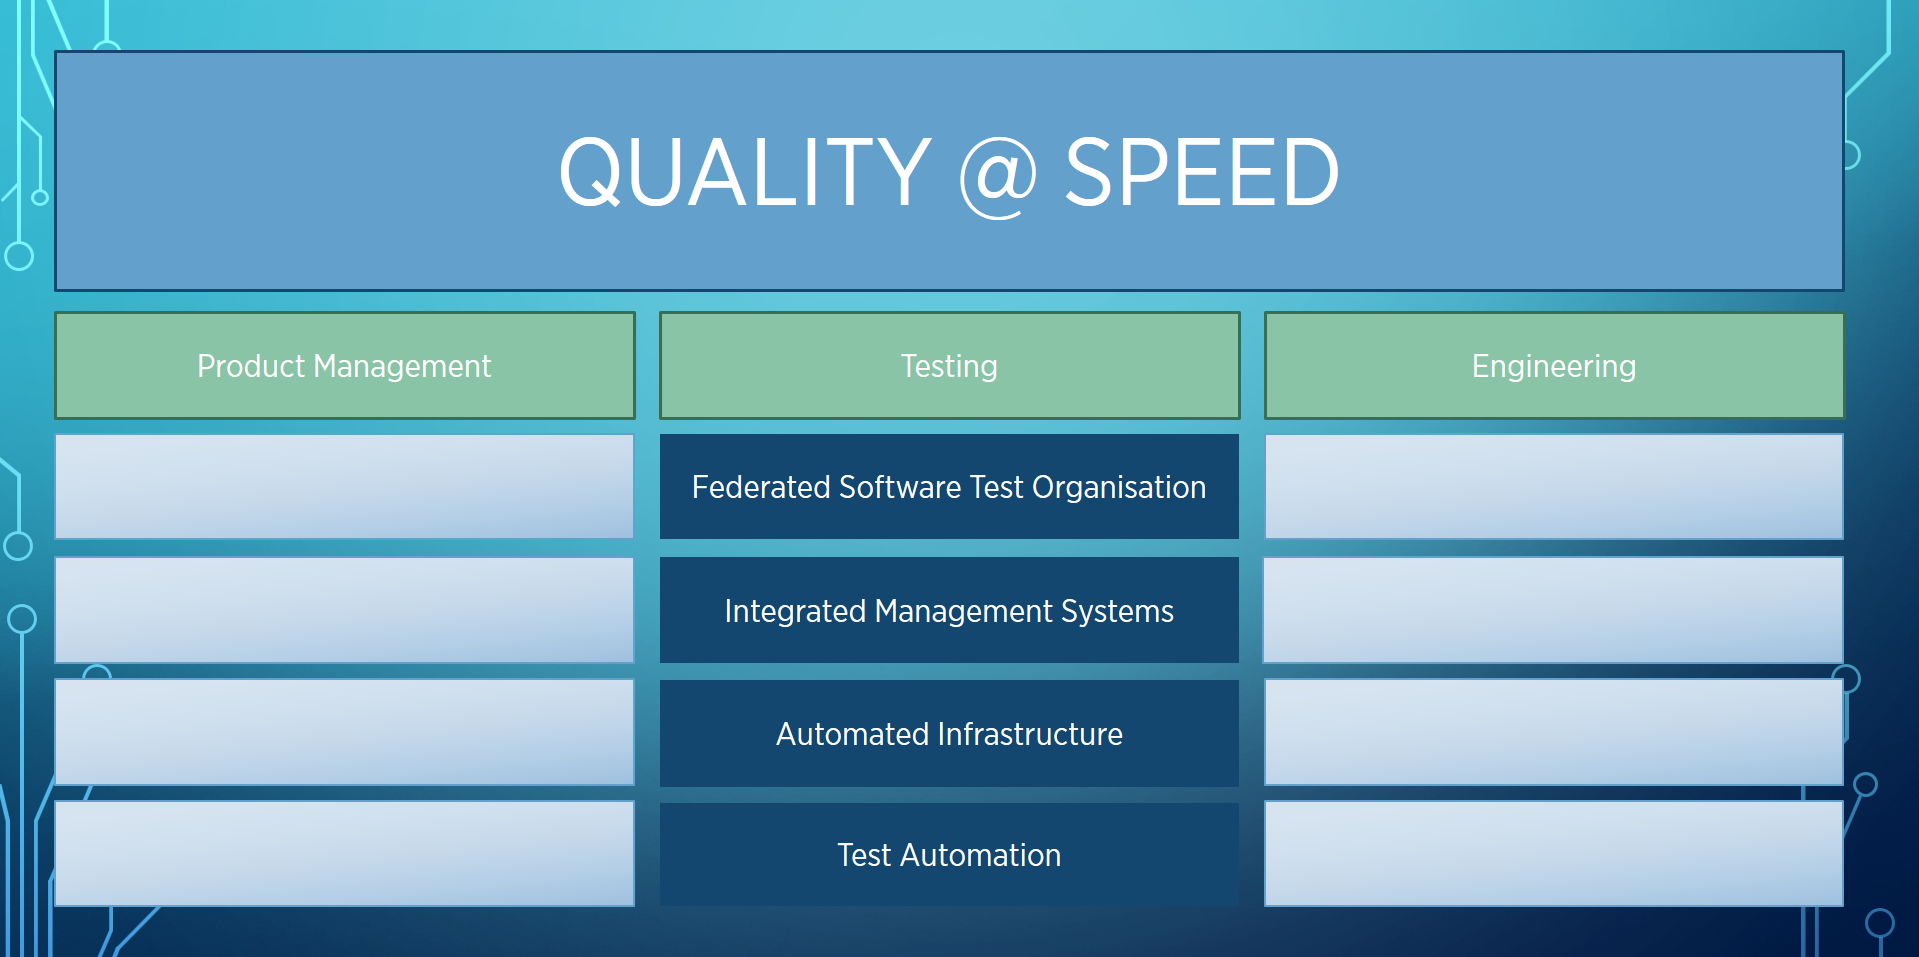 QUALITY @ SPEED
Product Management
Testing
Engineering
Federated Software Test Organisation
Integrated Management Systems
Automated Infrastructure
Test Automation